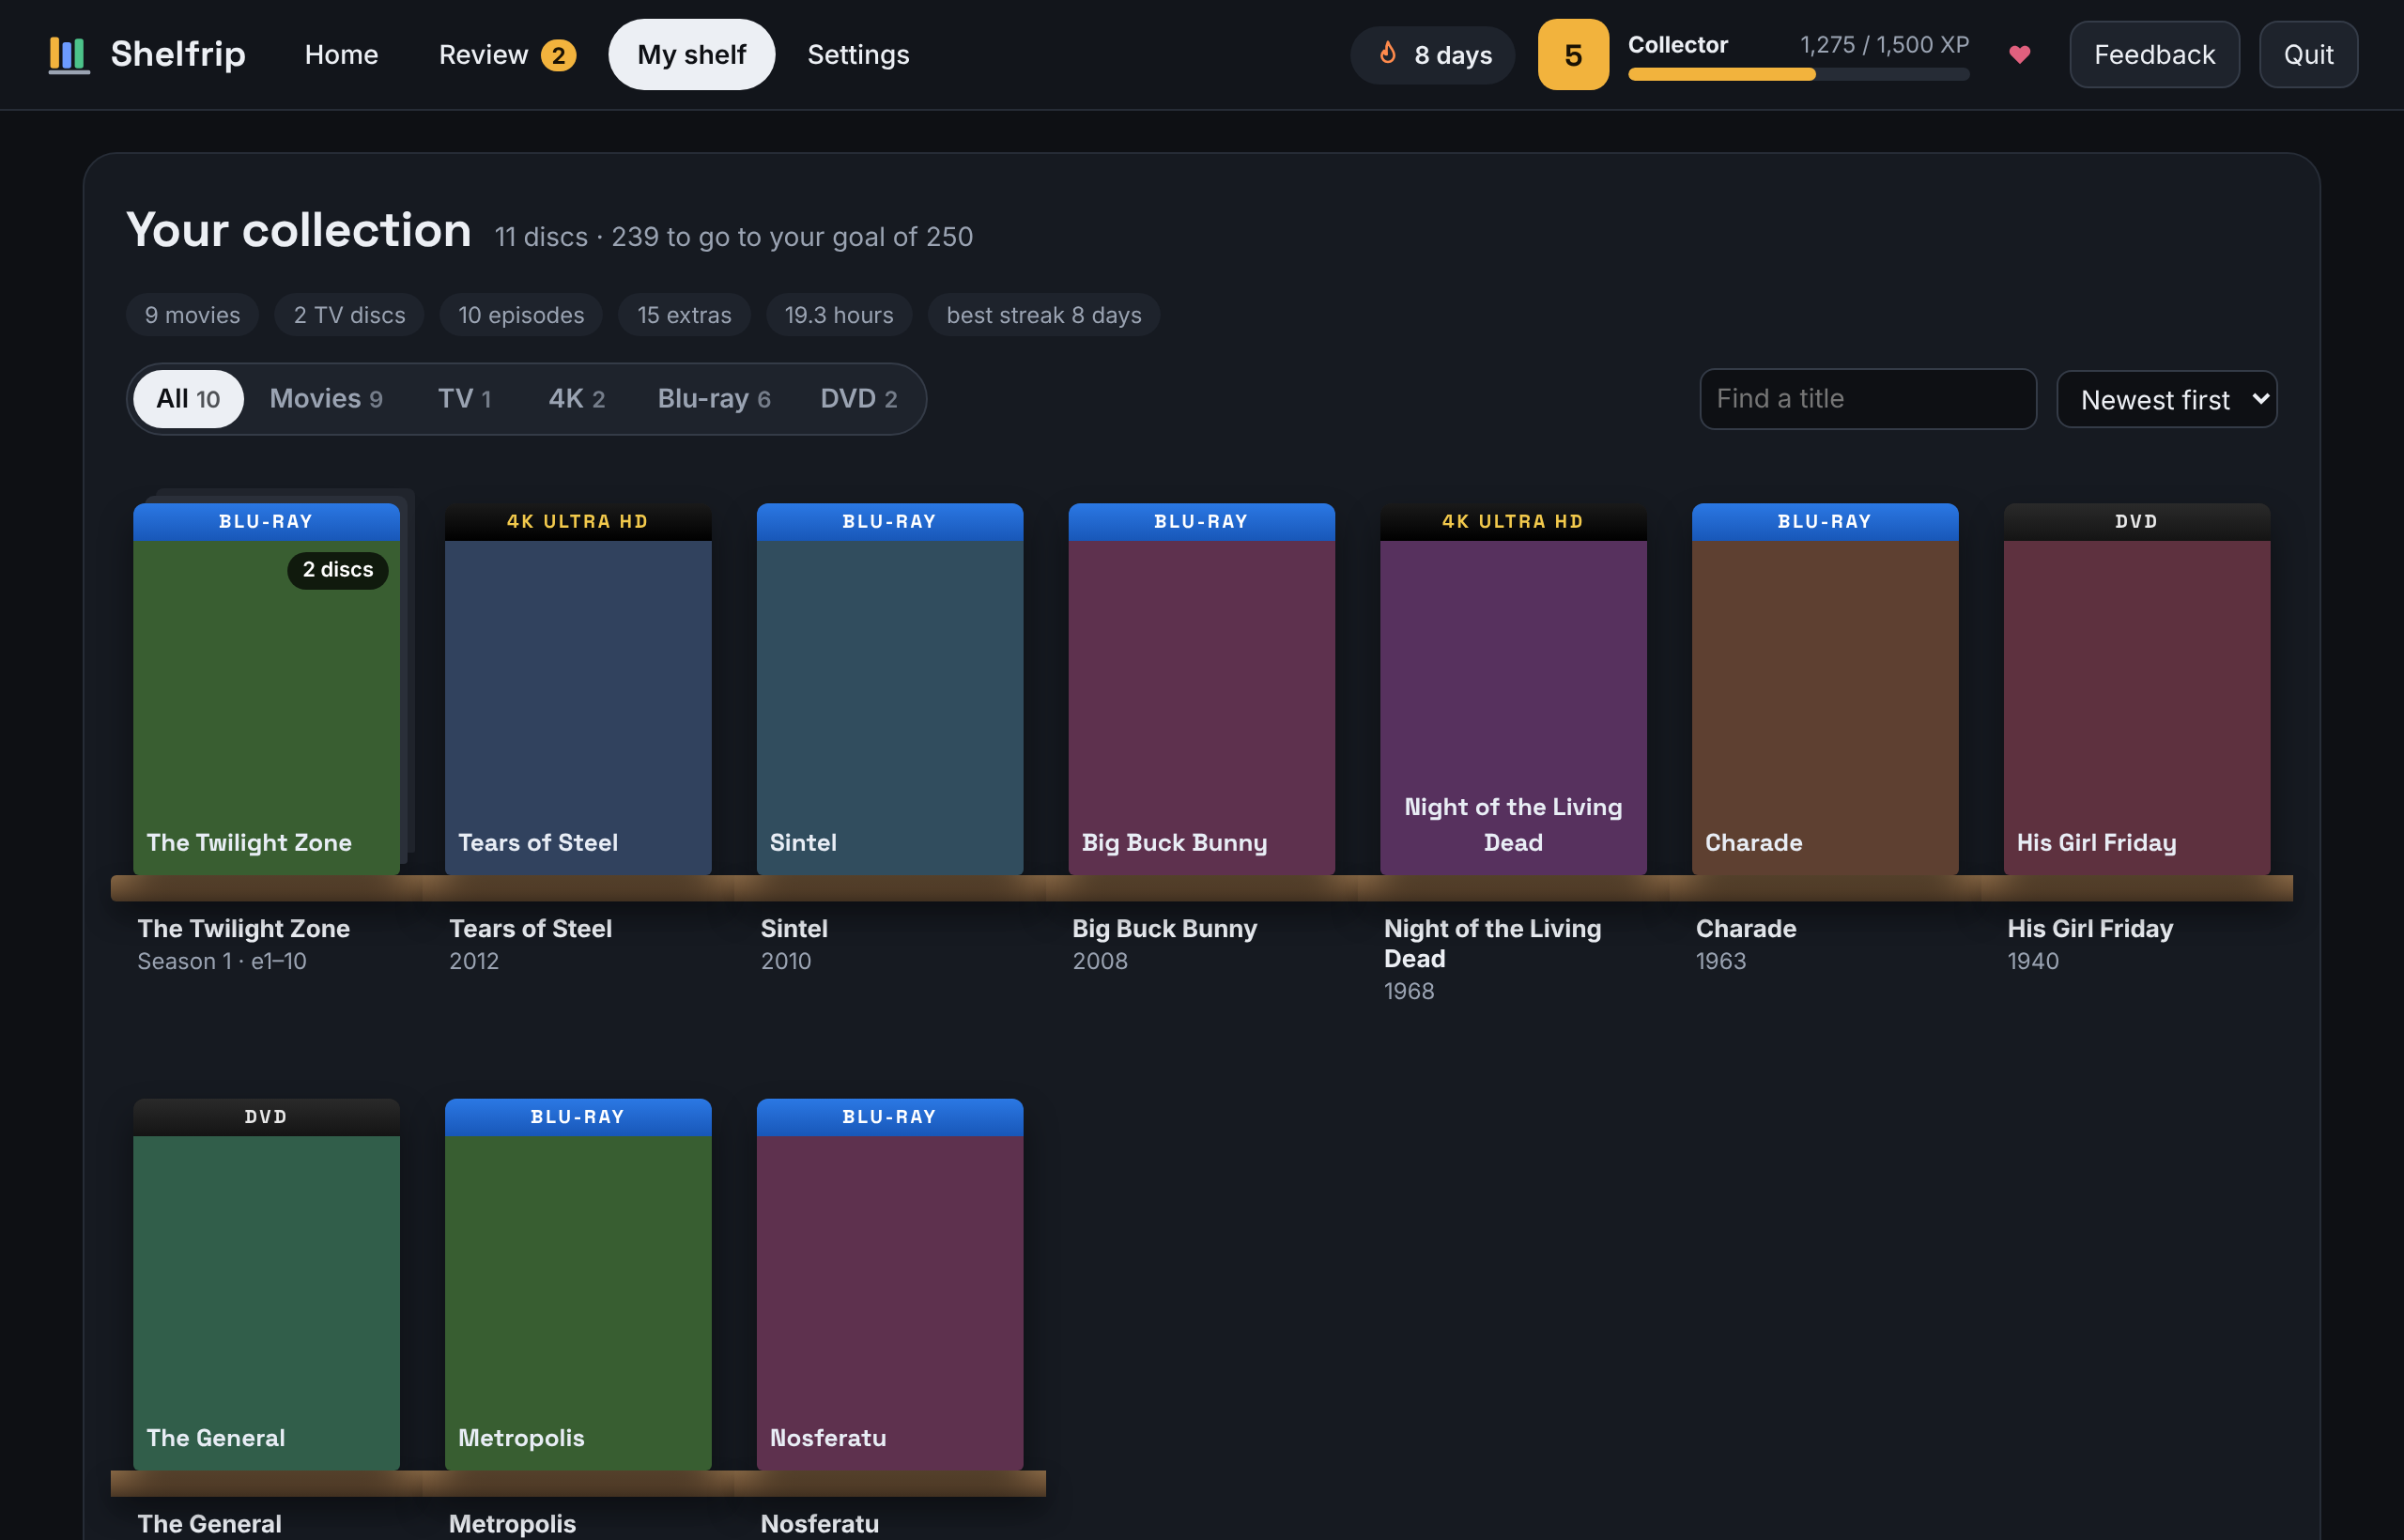 Shelfrip
Home
Review 2
My shelf
Settings
8 days
5
Collector
1,275 / 1,500 XP
Feedback
Quit
Your collection
11 discs · 239 to go to your goal of 250
9 movies
2 TV discs
10 episodes
15 extras
19.3 hours
best streak 8 days
All 10
Movies 9
TV 1
4K 2
Blu-ray 6
DVD 2
Find a title
Newest first
BLU-RAY
2 discs
The Twilight Zone
4K ULTRA HD
Tears of Steel
BLU-RAY
Sintel
BLU-RAY
Big Buck Bunny
4K ULTRA HD
Night of the Living
Dead
BLU-RAY
Charade
DVD
His Girl Friday
The Twilight Zone
Season 1 · e1–10
Tears of Steel
2012
Sintel
2010
Big Buck Bunny
2008
Night of the Living
Dead
1968
Charade
1963
His Girl Friday
1940
DVD
The General
BLU-RAY
Metropolis
BLU-RAY
Nosferatu
The General
Metropolis
Nosferatu